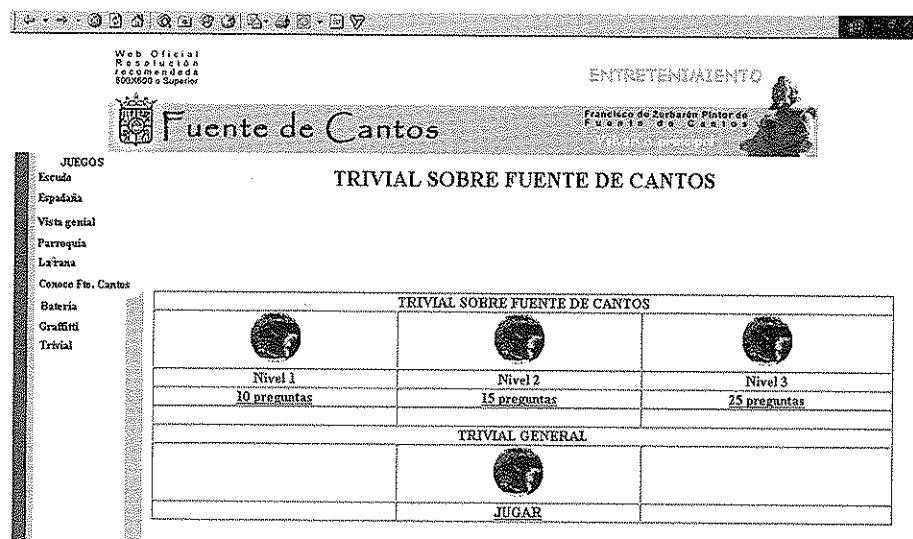 Web Oficial
Resolución
recomendada
800X600 o Superior
ENTRETENIMIENTO
Fuente de Cantos
Francisco de Zurbarán Pintor de
Fuente de Cantos
Volver a principal
JUEGOS
Escudo
Espadaña
Vista genial
Parroquia
La rana
Conoce Fte. Cantos
Batería
Graffitti
Trivial
TRIVIAL SOBRE FUENTE DE CANTOS
TRIVIAL SOBRE FUENTE DE CANTOS
Nivel 1 Nivel 2 Nivel 3
10 preguntas 15 preguntas 25 preguntas
TRIVIAL GENERAL
JUGAR